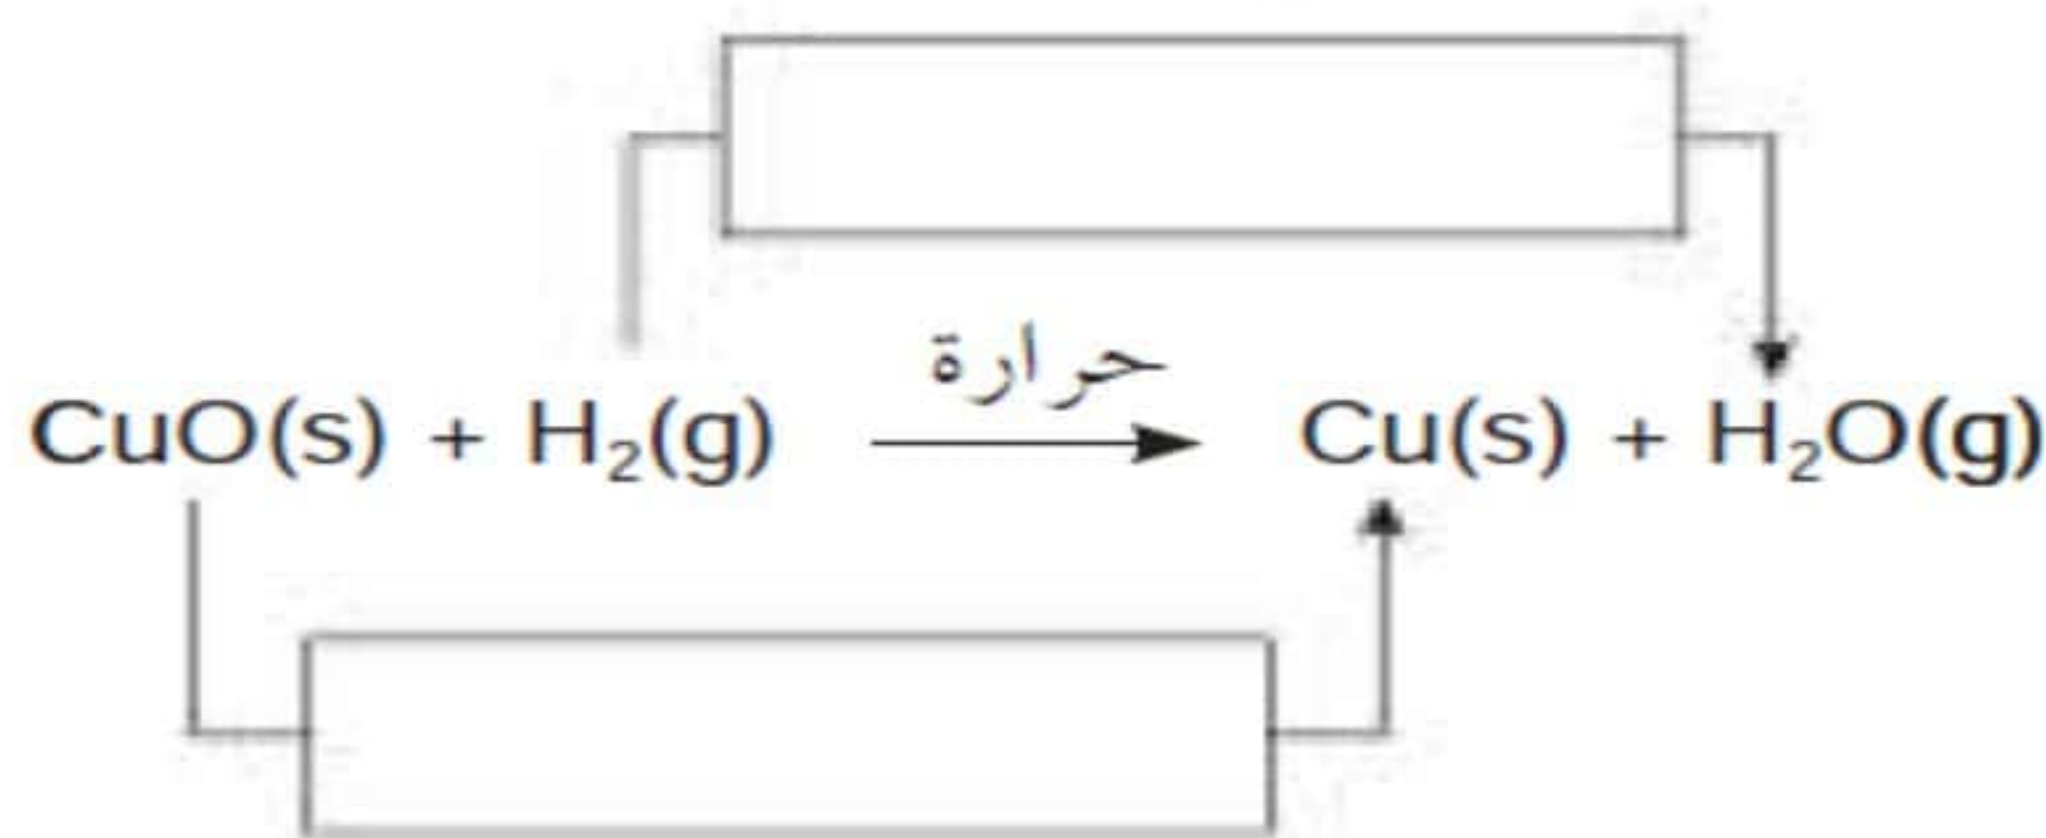 حرارة
CuO(s) + H₂(g) → Cu(s) + H₂O(g)